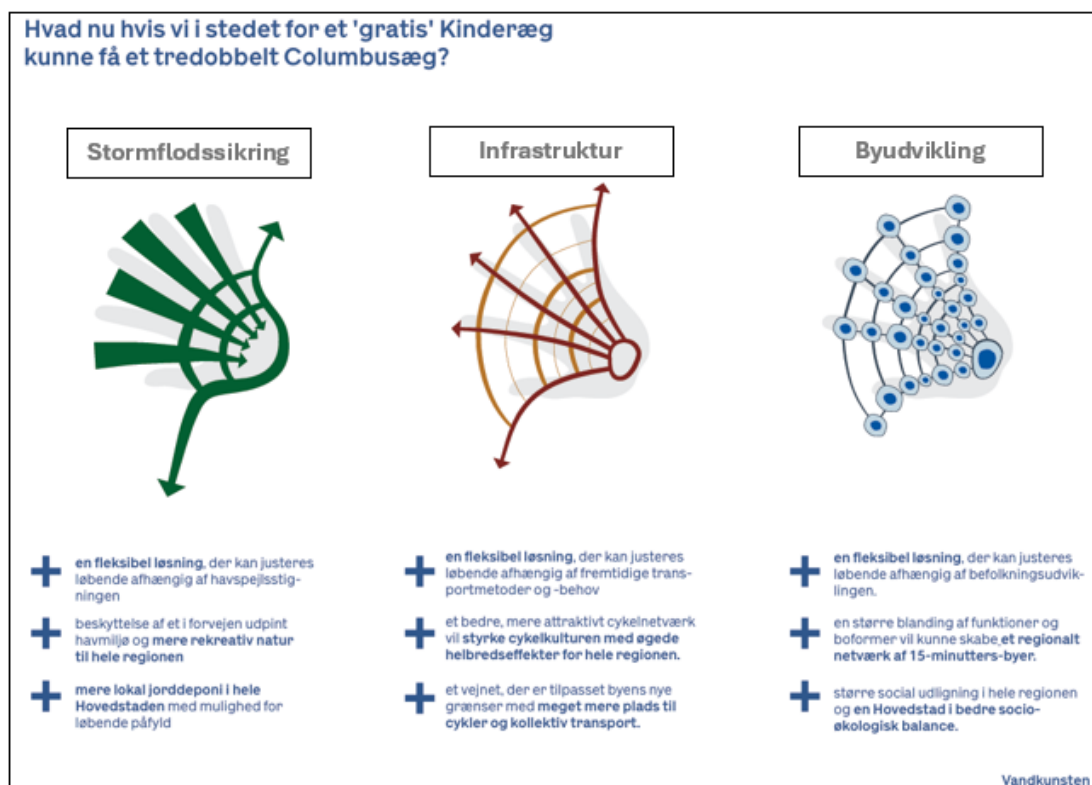 Hvad nu hvis vi i stedet for et 'gratis' Kinderæg
kunne få et tredobbelt Columbusæg?
Stormflodssikring
Infrastruktur
Byudvikling
en fleksibel løsning, der kan justeres
løbende afhængig af havspejlsstig-
ningen
beskyttelse af et i forvejen udpint
havmiljø og mere rekreativ natur
til hele regionen
mere lokal jorddeponi i hele
Hovedstaden med mulighed for
løbende påfyld
en fleksibel løsning, der kan justeres
løbende afhængig af fremtidige trans-
portmetoder og -behov
et bedre, mere attraktivt cykelnetværk
vil styrke cykelkulturen med øgede
helbredseffekter for hele regionen.
et vejnet, der er tilpasset byens nye
grænser med meget mere plads til
cykler og kollektiv transport.
en fleksibel løsning, der kan justeres
løbende afhængig af befolkningsudvik-
lingen.
en større blanding af funktioner og
boformer vil kunne skabe et regionalt
netværk af 15-minutters-byer.
større social udligning i hele regionen
og en Hovedstad i bedre socio-
økologisk balance.
Vandkunsten